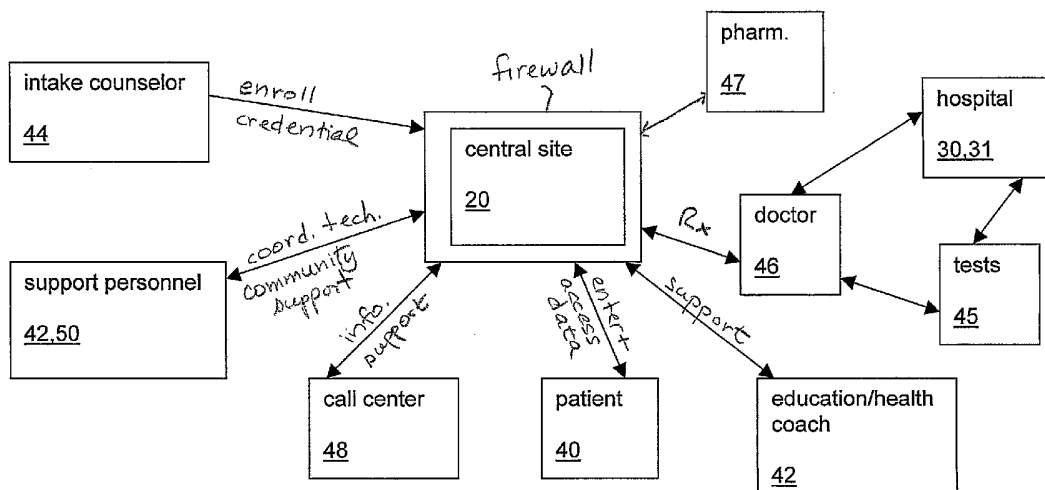 intake counselor
44
enroll
credential
firewall
central site
20
pharm.
47
hospital
30,31
Rx
doctor
46
tests
45
coord. tech.
community
support
support personnel
42,50
info.
support
enter+
access
data
support
call center
48
patient
40
education/health
coach
42